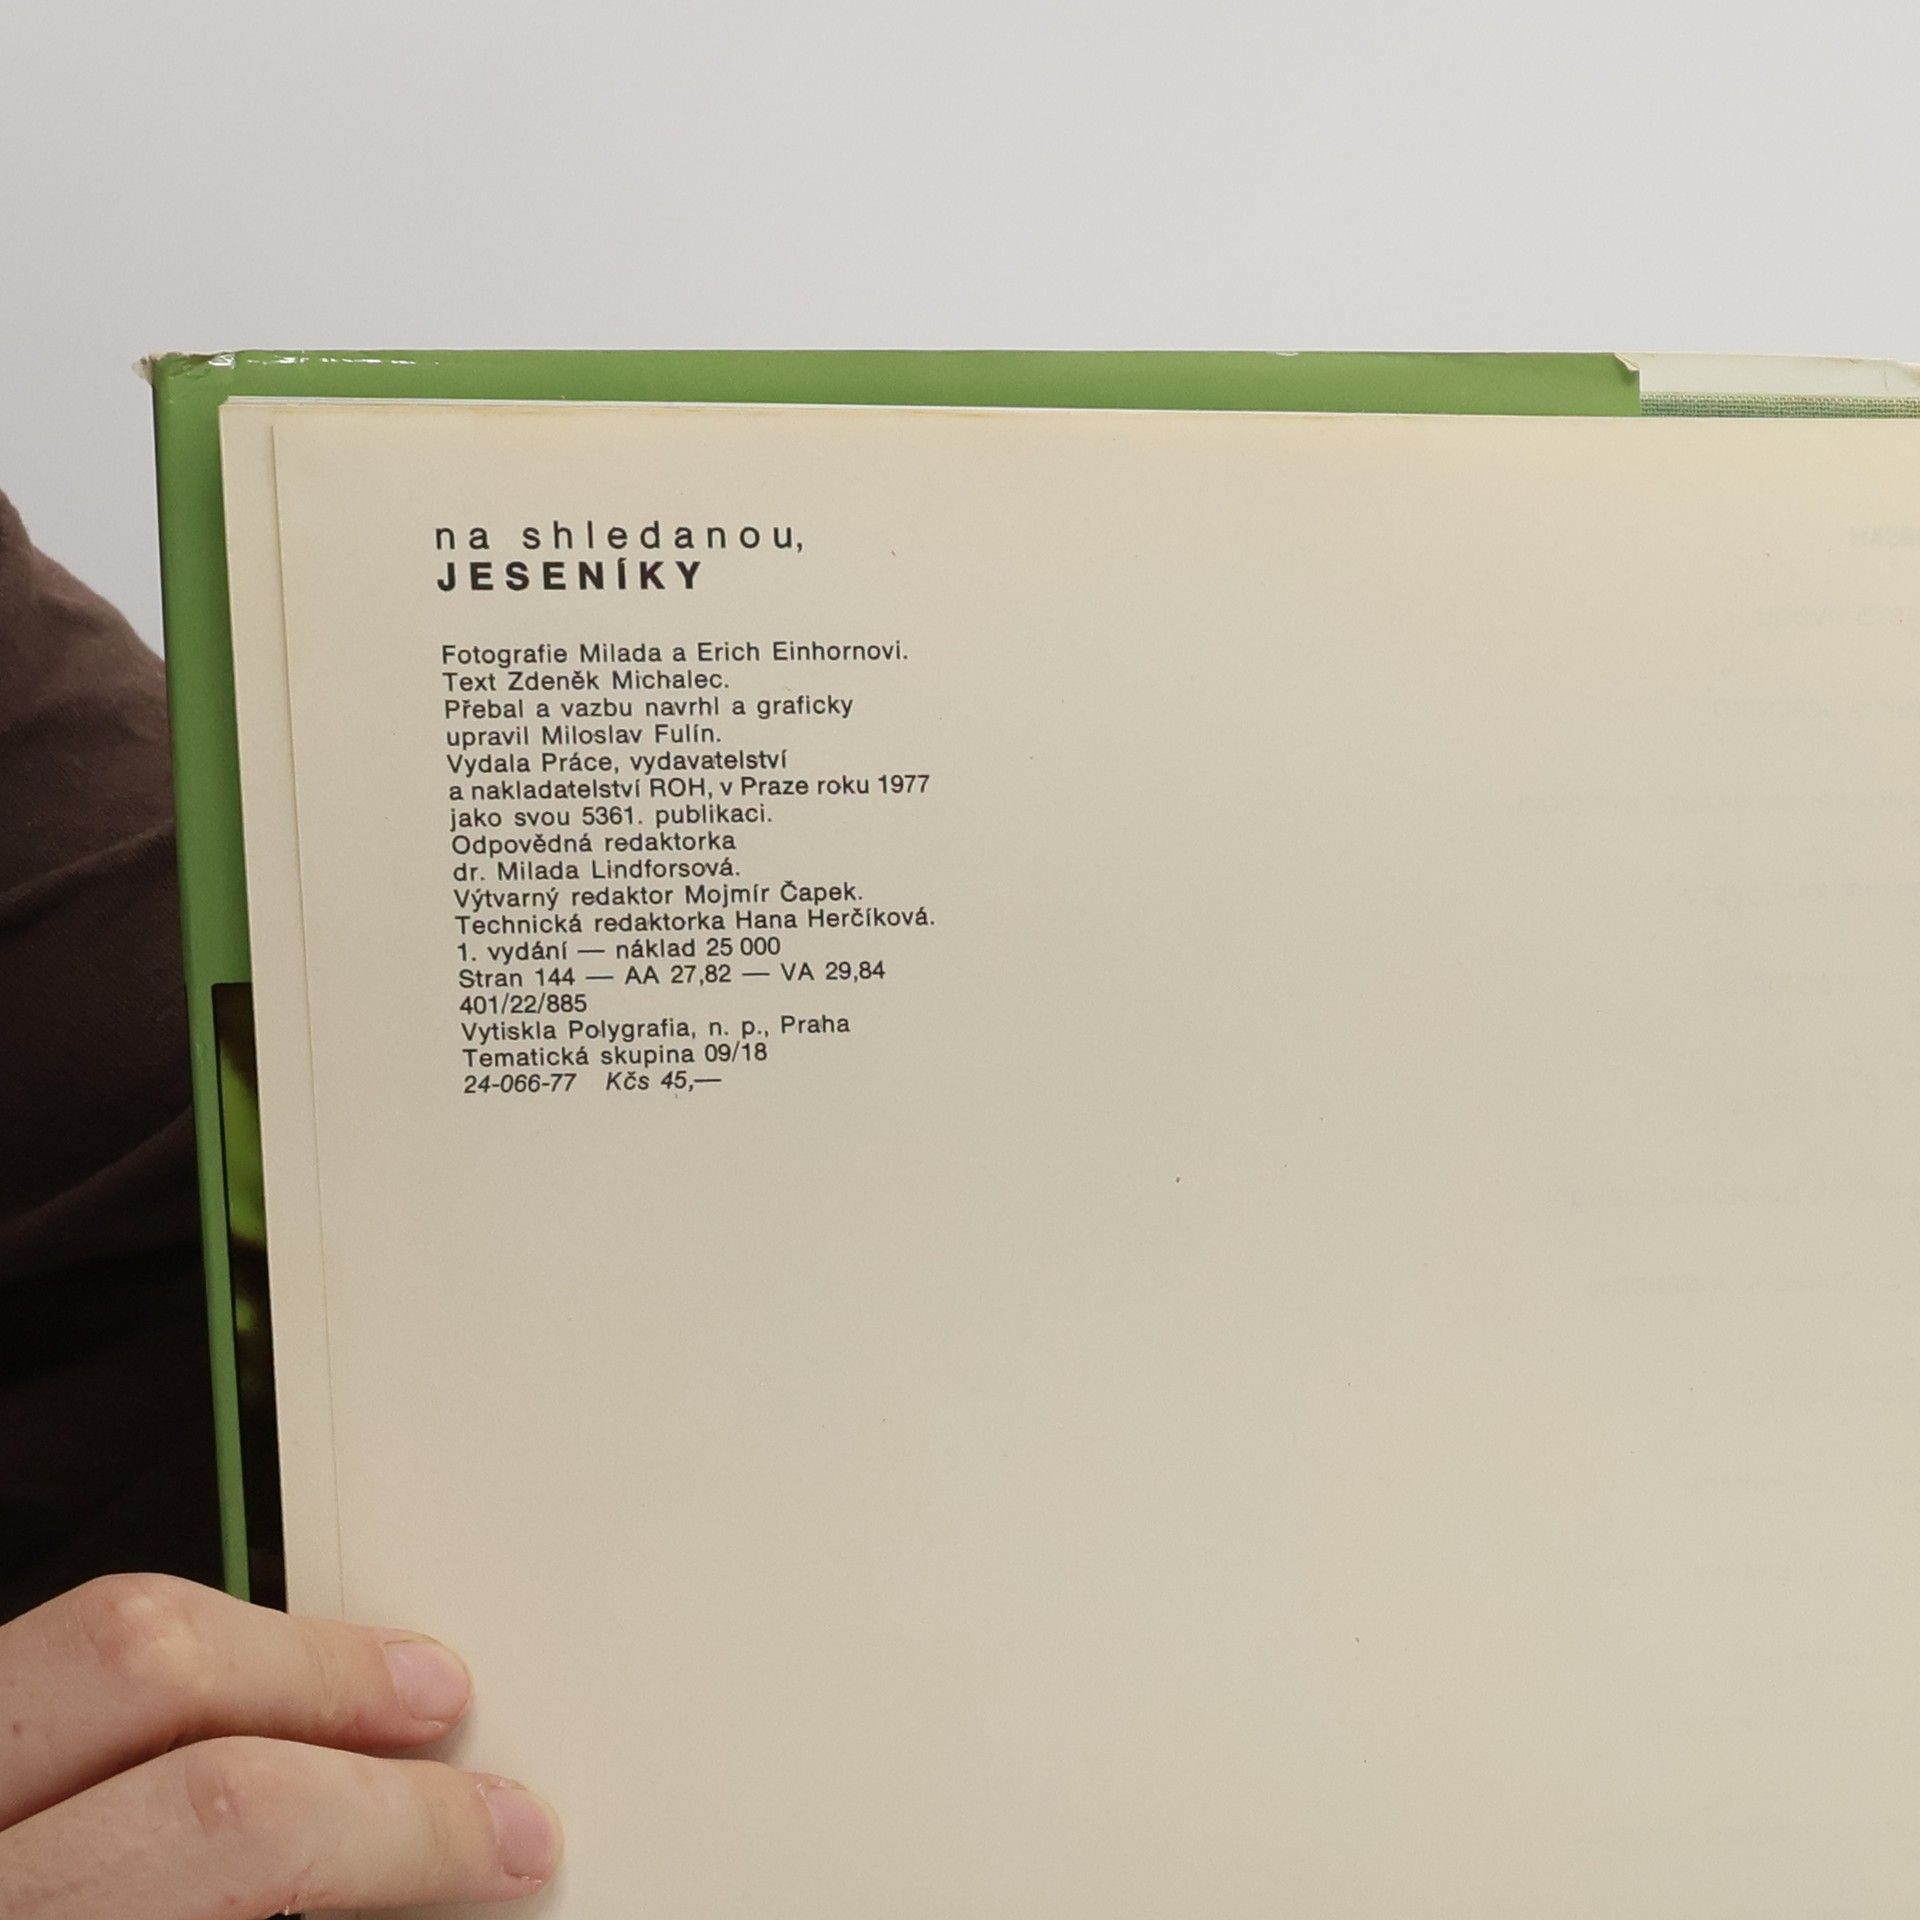 na shledanou,
JESENÍKY
Fotografie Milada a Erich Einhornovi.
Text Zdeněk Michalec.
Přebal a vazbu navrhl a graficky
upravil Miloslav Fulín.
Vydala Práce, vydavatelství
a nakladatelství ROH, v Praze roku 1977
jako svou 5361. publikaci.
Odpovědná redaktorka
dr. Milada Lindforsová.
Výtvarný redaktor Mojmír Čapek.
Technická redaktorka Hana Herčíková.
1. vydání — náklad 25 000
Stran 144 — AA 27,82 — VA 29,84
401/22/885
Vytiskla Polygrafia, n. p., Praha
Tematická skupina 09/18
24-066-77 Kčs 45,—